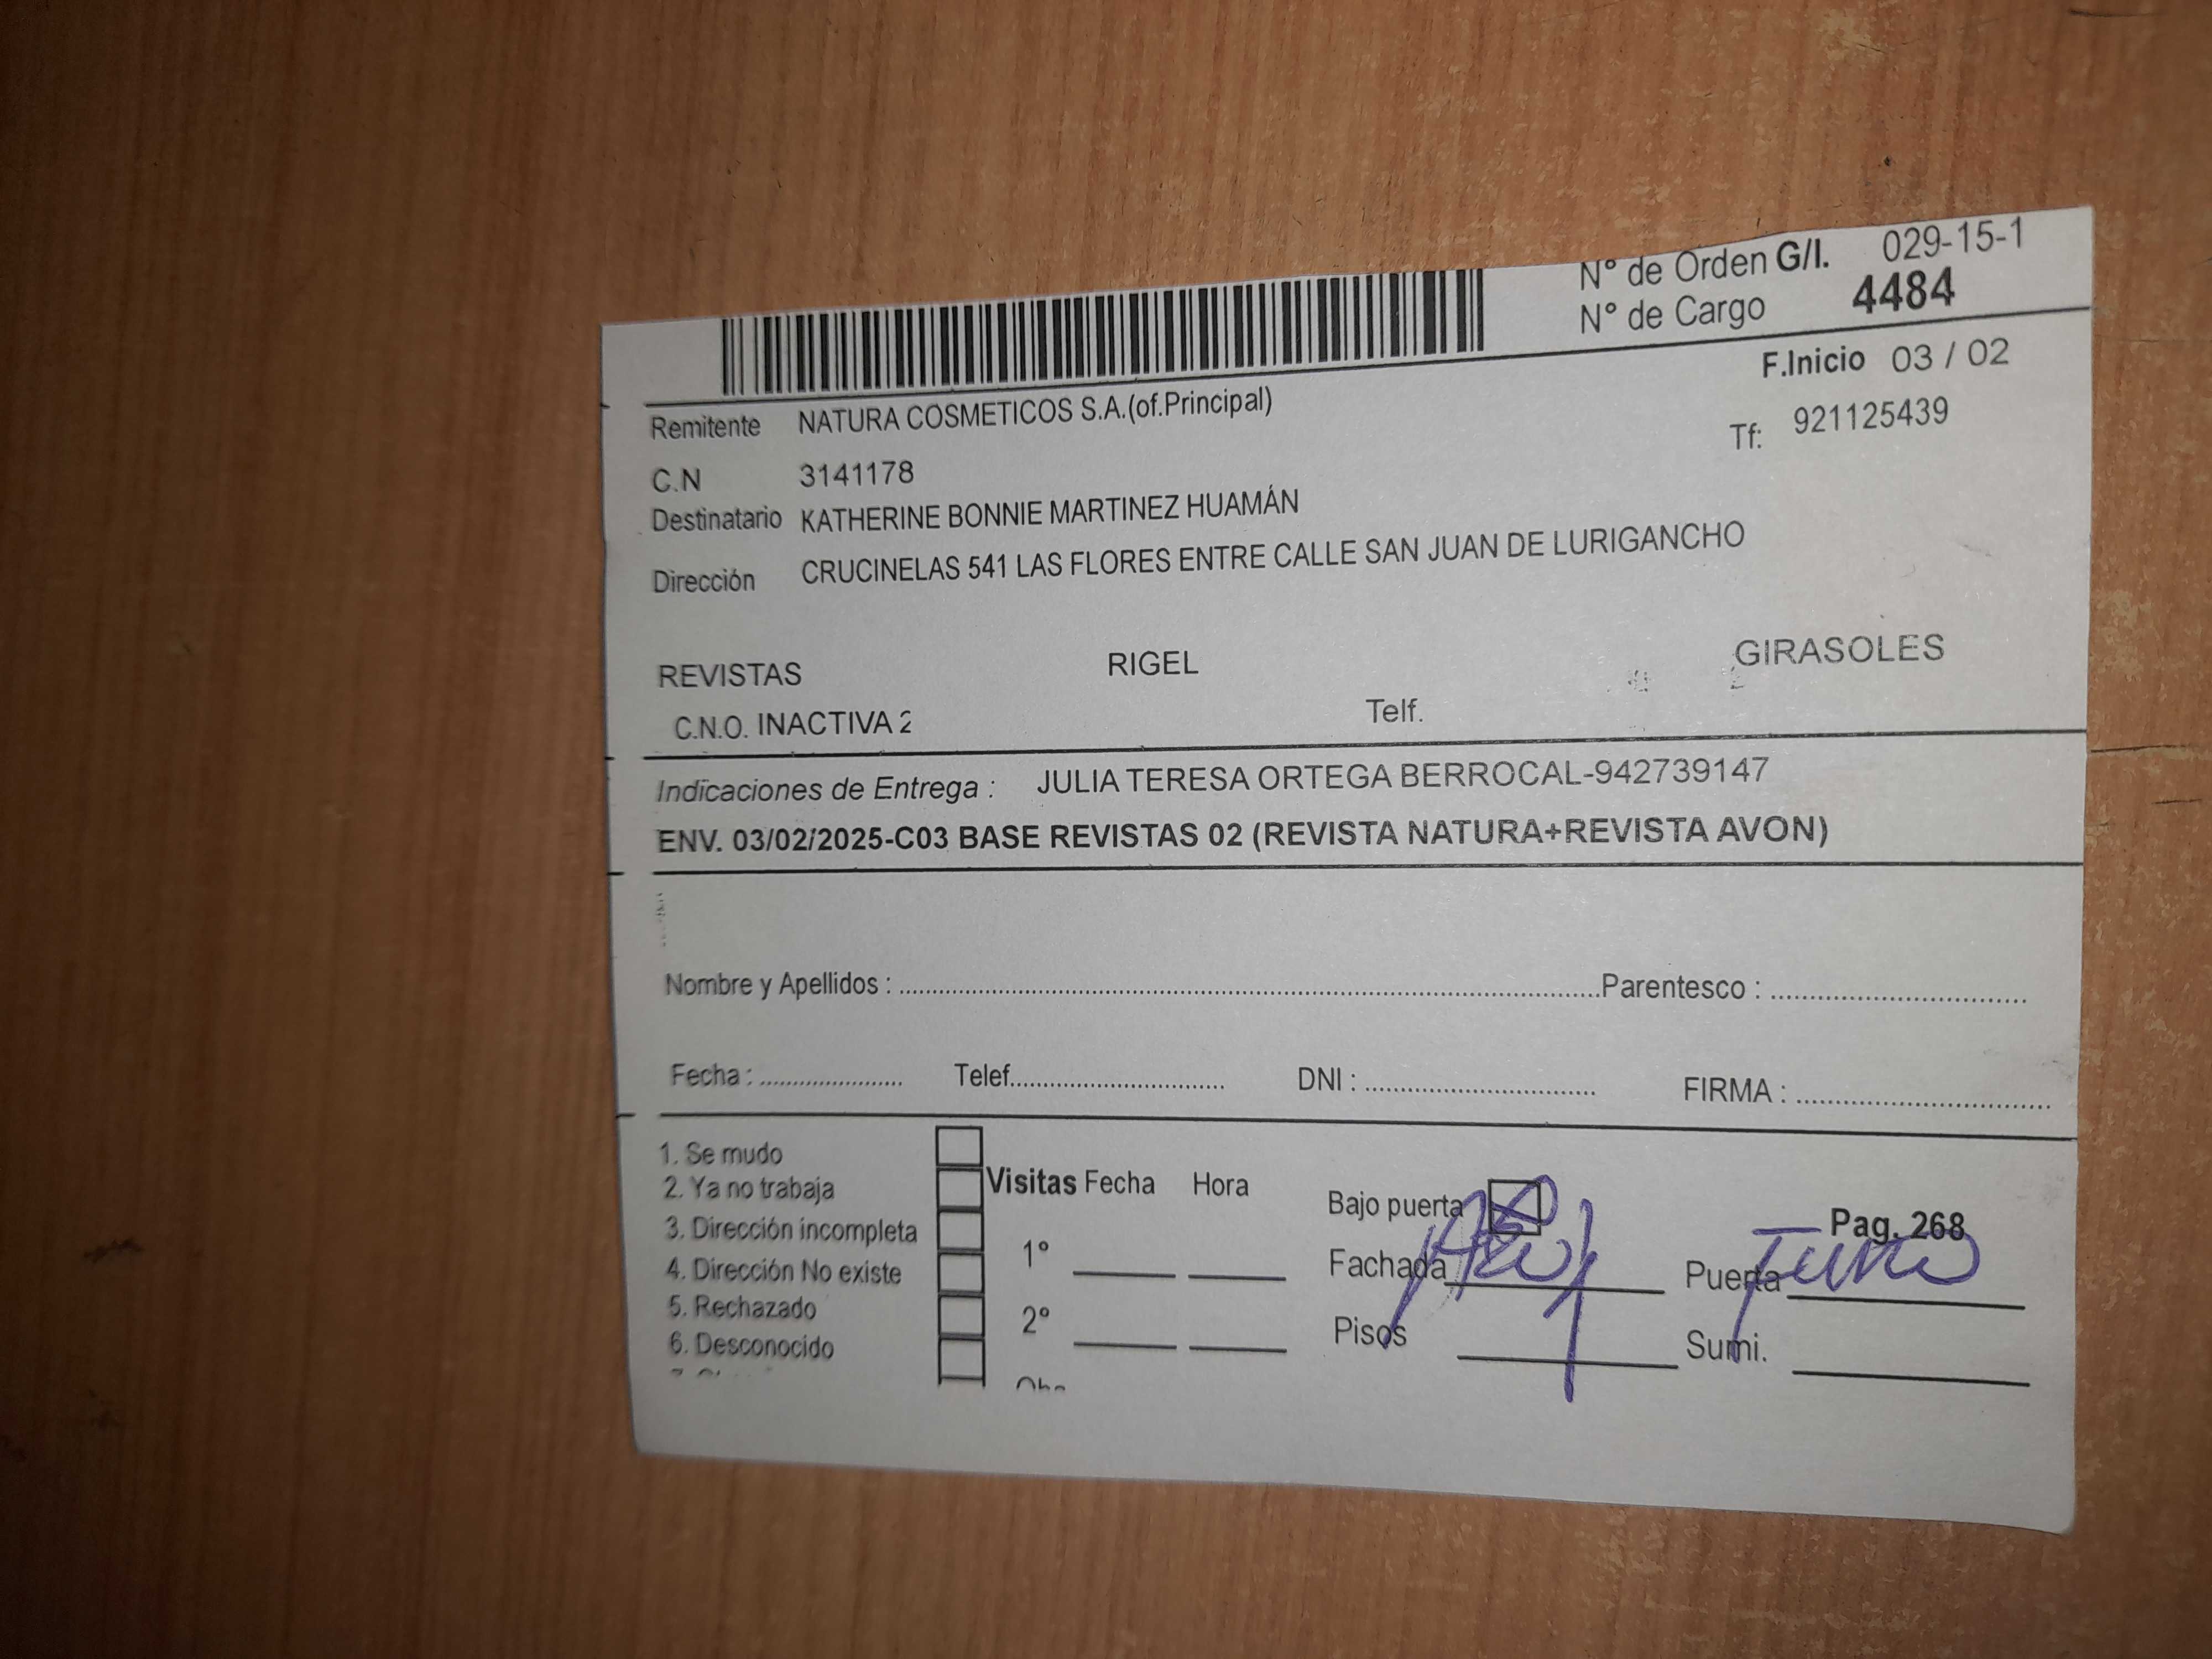 N° de Orden G/I. 029-15-1
N° de Cargo 4484
F.Inicio 03 / 02
Remitente NATURA COSMETICOS S.A.(of.Principal)
Tf: 921125439
C.N 3141178
Destinatario KATHERINE BONNIE MARTINEZ HUAMÁN
Dirección CRUCINELAS 541 LAS FLORES ENTRE CALLE SAN JUAN DE LURIGANCHO
REVISTAS RIGEL GIRASOLES
C.N.O. INACTIVA 2 Telf.
Indicaciones de Entrega : JULIA TERESA ORTEGA BERROCAL-942739147
ENV. 03/02/2025-C03 BASE REVISTAS 02 (REVISTA NATURA+REVISTA AVON)
Nombre y Apellidos : Parentesco :
Fecha : Telef. DNI : FIRMA :
1. Se mudo
2. Ya no trabaja
3. Dirección incompleta
4. Dirección No existe
5. Rechazado
6. Desconocido
Visitas Fecha Hora
1°
2°
Bajo puerta
Pag. 268
Fachada Puerta
Pisos Sumi.